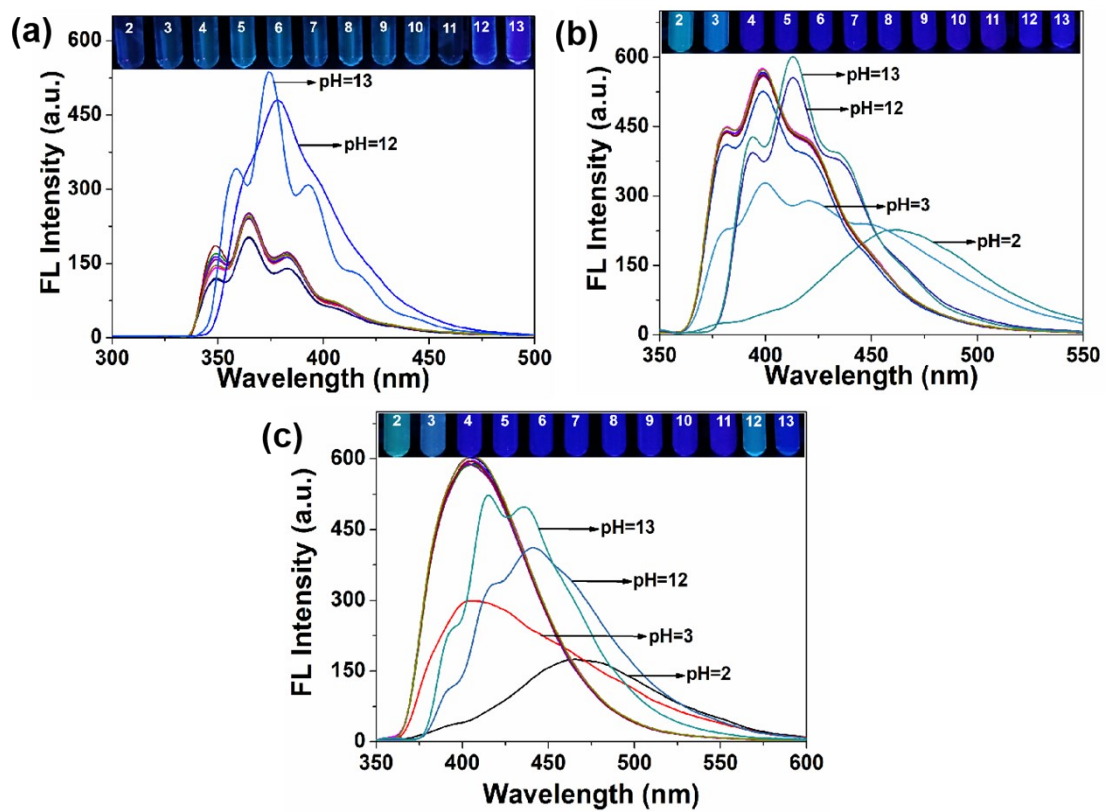 (a)
2 3 4 5 6 7 8 9 10 11 12 13
600
450
300
150
0
FL Intensity (a.u.)
pH=13
pH=12
300 350 400 450 500
Wavelength (nm)
(b)
2 3 4 5 6 7 8 9 10 11 12 13
600
450
300
150
0
FL Intensity (a.u.)
pH=13
pH=12
pH=3
pH=2
350 400 450 500 550
Wavelength (nm)
(c)
2 3 4 5 6 7 8 9 10 11 12 13
600
450
300
150
0
FL Intensity (a.u.)
pH=13
pH=12
pH=3
pH=2
350 400 450 500 550 600
Wavelength (nm)